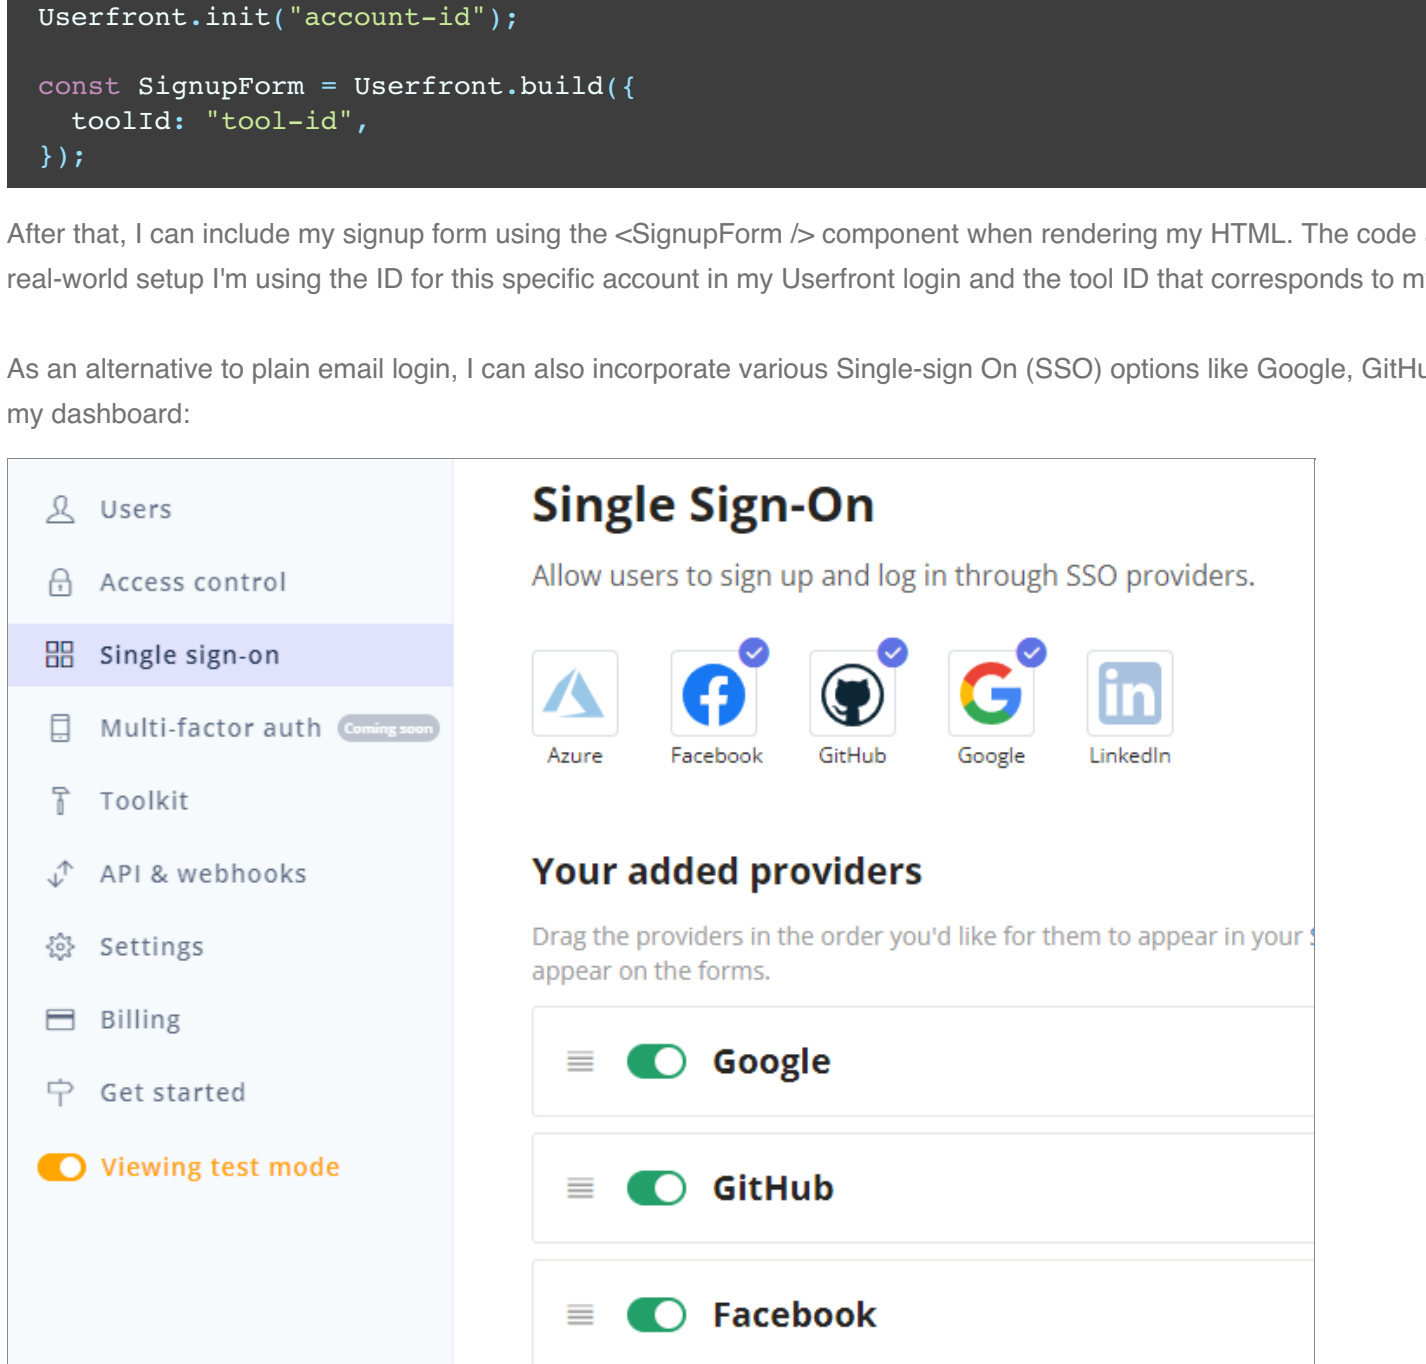 Userfront.init("account-id");
const SignupForm = Userfront.build({
toolId: "tool-id",
});
After that, I can include my signup form using the <SignupForm /> component when rendering my HTML. The code
real-world setup I'm using the ID for this specific account in my Userfront login and the tool ID that corresponds to
As an alternative to plain email login, I can also incorporate various Single-sign On (SSO) options like Google,
my dashboard:
Users
Access control
Single sign-on
Multi-factor auth Coming soon
Toolkit
API & webhooks
Settings
Billing
Get started
Viewing test mode
Single Sign-On
Allow users to sign up and log in through SSO providers.
Azure
Facebook
GitHub
Google
LinkedIn
Your added providers
Drag the providers in the order you'd like for them to appear in your
appear on the forms.
Google
GitHub
Facebook